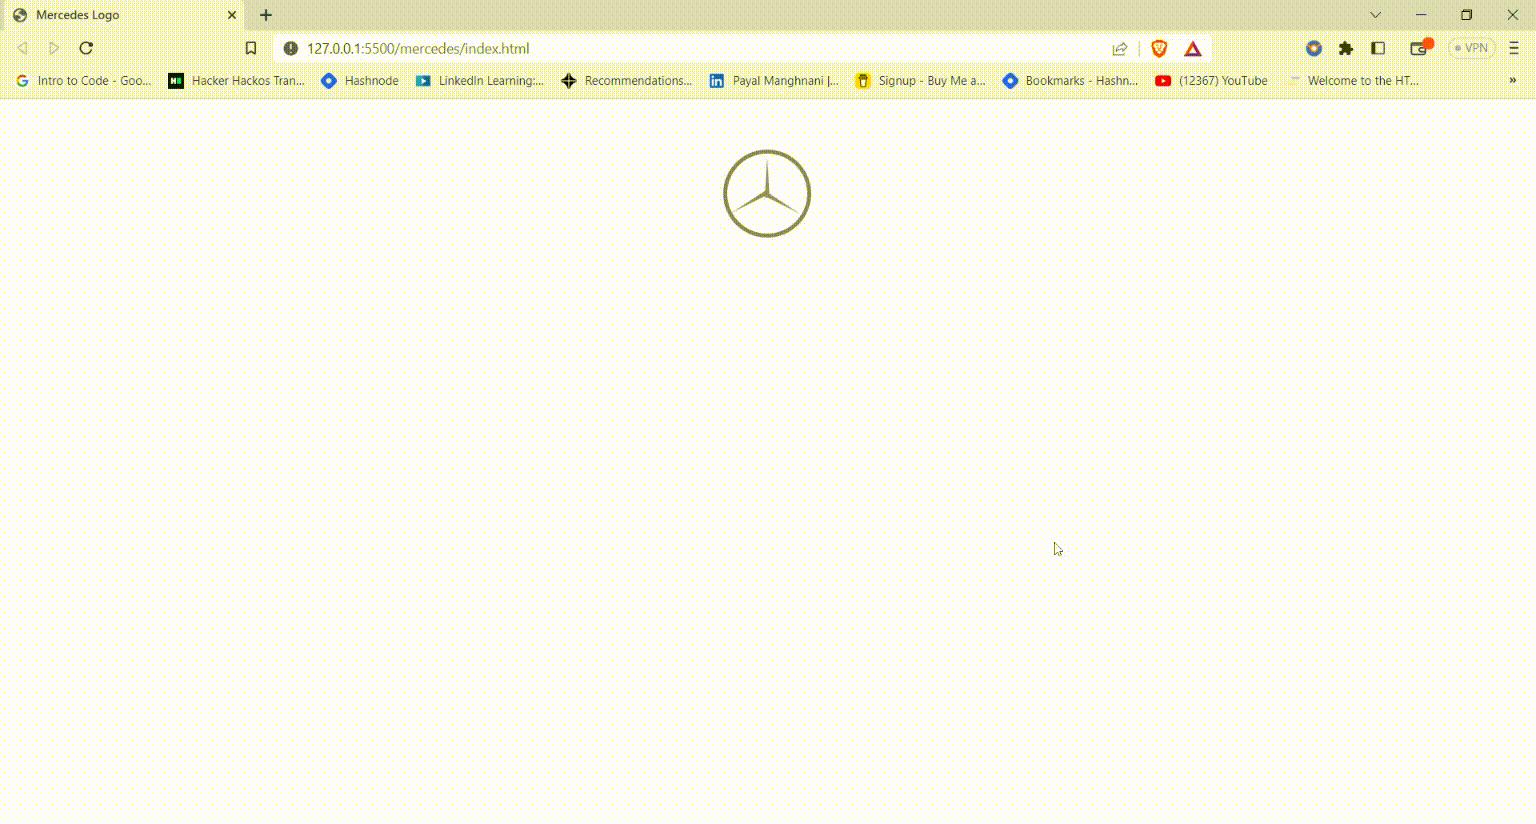 Mercedes Logo
127.0.0.1:5500/mercedes/index.html
VPN
Intro to Code - Goo... Hacker Hackos Tran... Hashnode LinkedIn Learning:... Recommendations... Payal Manghnani |... Signup - Buy Me a... Bookmarks - Hashn... (12367) YouTube Welcome to the HT... »